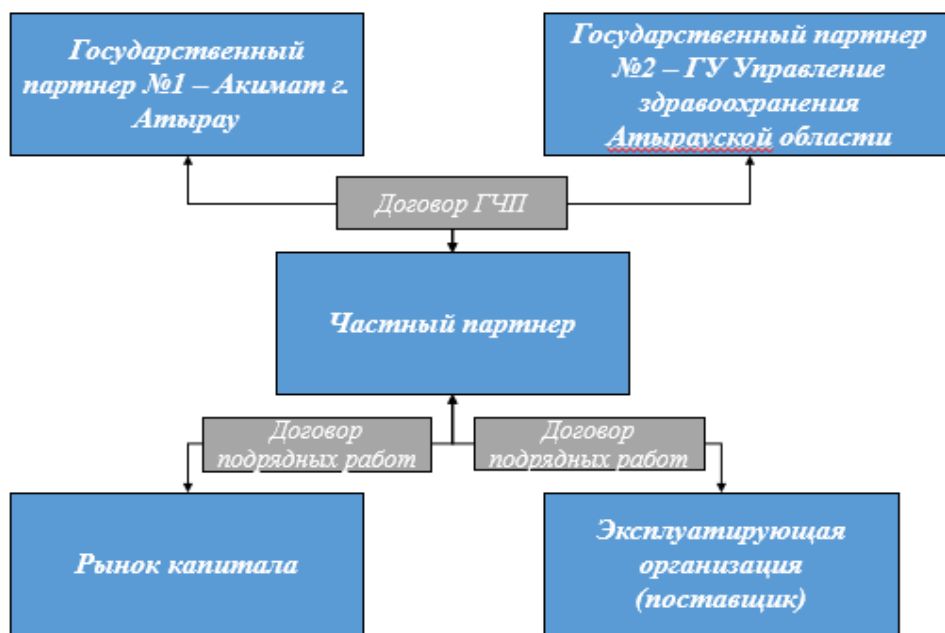 Государственный
партнер №1 – Акимат г.
Атырау
Государственный партнер
№2 – ГУ Управление
здравоохранения
Атырауской области
Договор ГЧП
Частный партнер
Договор
подрядных работ
Договор
подрядных работ
Рынок капитала
Эксплуатирующая
организация
(поставщик)